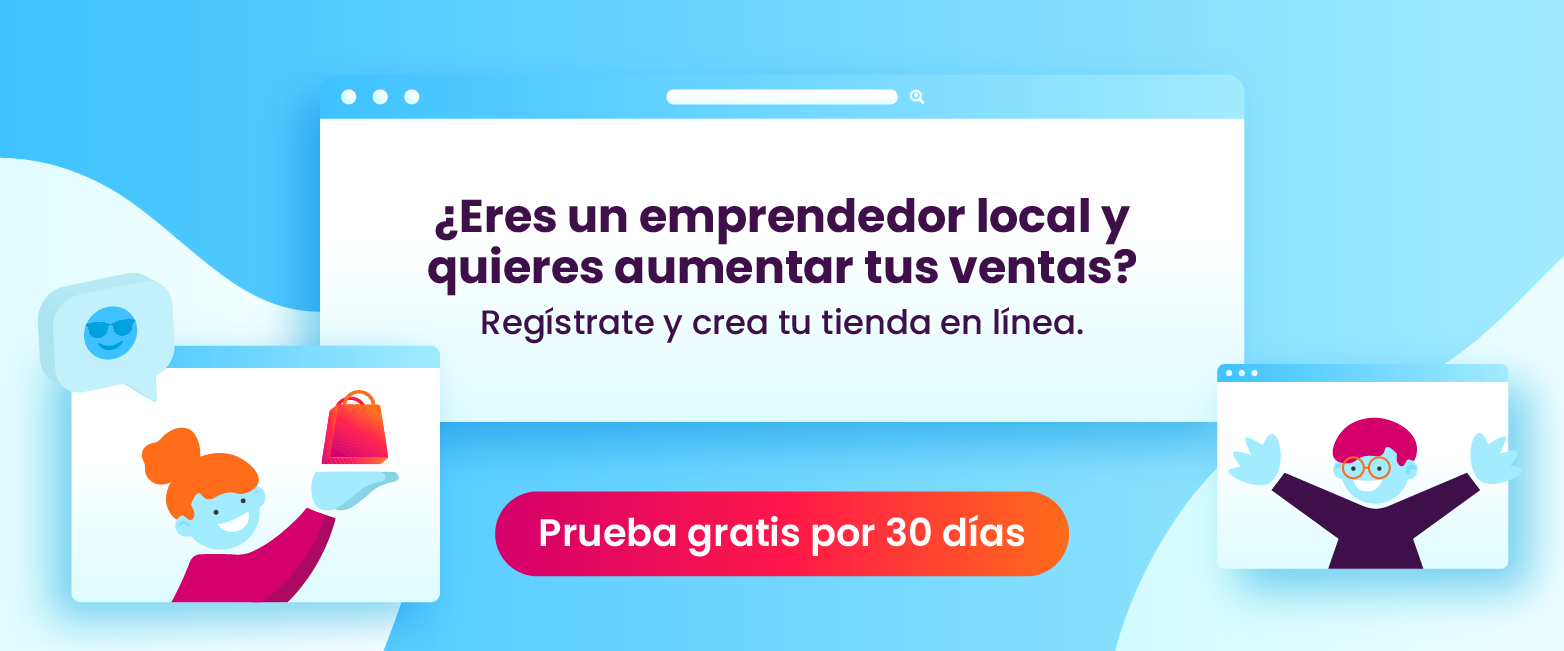 ¿Eres un emprendedor local y
quieres aumentar tus ventas?
Regístrate y crea tu tienda en línea.
Prueba gratis por 30 días